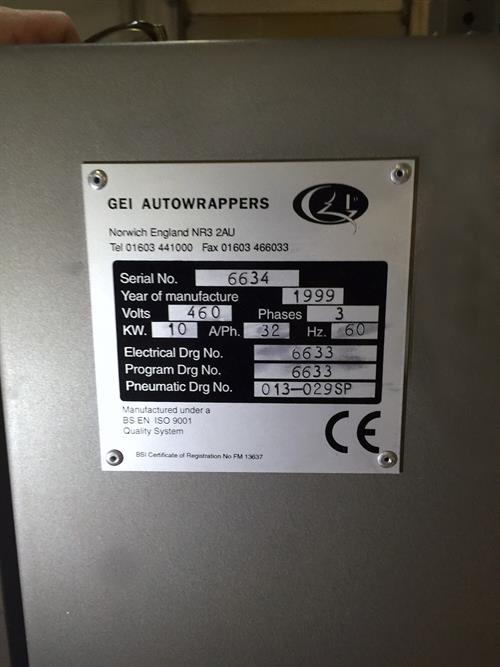 GEI AUTOWRAPPERS
Norwich England NR3 2AU
Tel 01603 441000 Fax 01603 466033
Serial No. 6634
Year of manufacture 1999
Volts 460 Phases 3
KW. 10 A/Ph. 32 Hz. 60
Electrical Drg No. 6633
Program Drg No. 6633
Pneumatic Drg No. 013-029SP
Manufactured under a
BS EN ISO 9001
Quality System
CE
BSI Certificate of Registration No FM 13637